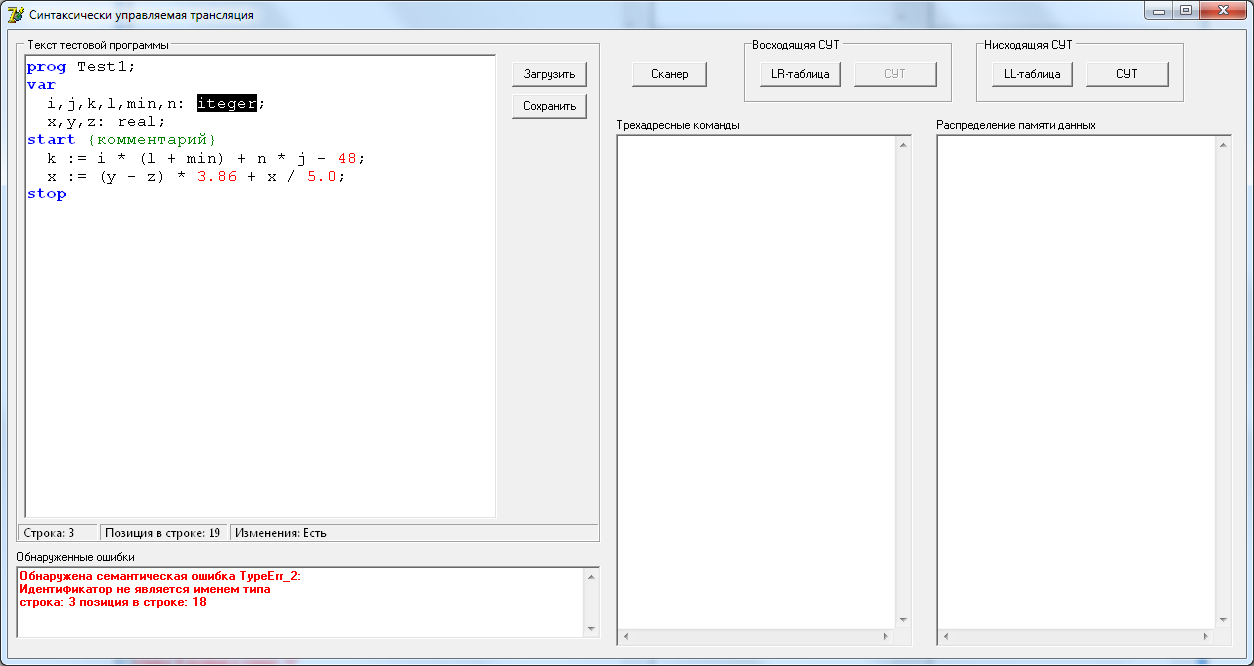 Синтаксически управляемая трансляция
Текст тестовой программы
prog Test1;
var
i,j,k,l,min,n: iteger;
x,y,z: real;
start {комментарий}
k := i * (l + min) + n * j - 48;
x := (y - z) * 3.86 + x / 5.0;
stop
Загрузить
Сохранить
Строка: 3
Позиция в строке: 19
Изменения: Есть
Обнаруженные ошибки
Обнаружена семантическая ошибка TypeErr_2:
Идентификатор не является именем типа
строка: 3 позиция в строке: 18
Сканер
Восходящяя СУТ
LR-таблица
СУТ
Нисходящяя СУТ
LL-таблица
СУТ
Трехадресные команды
Распределение памяти данных